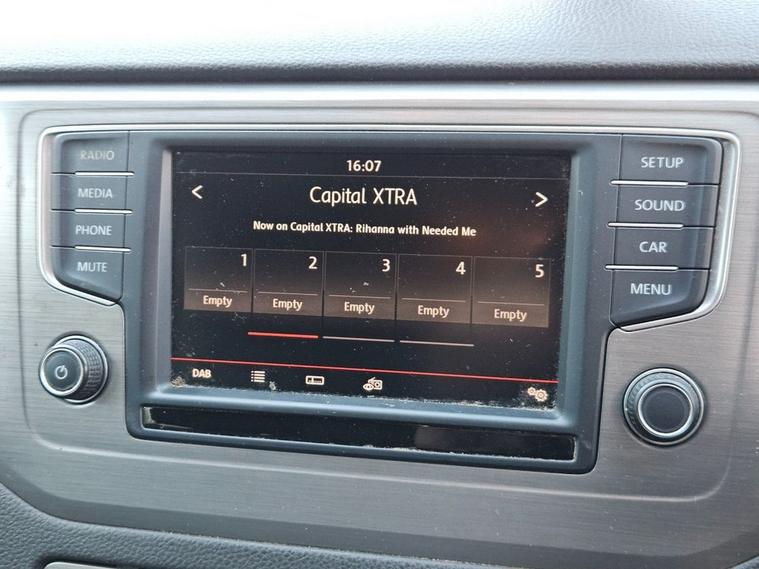 16:07
RADIO
MEDIA
PHONE
MUTE
Capital XTRA
Now on Capital XTRA: Rihanna with Needed Me
1 2 3 4 5
Empty Empty Empty Empty Empty
DAB
SETUP
SOUND
CAR
MENU